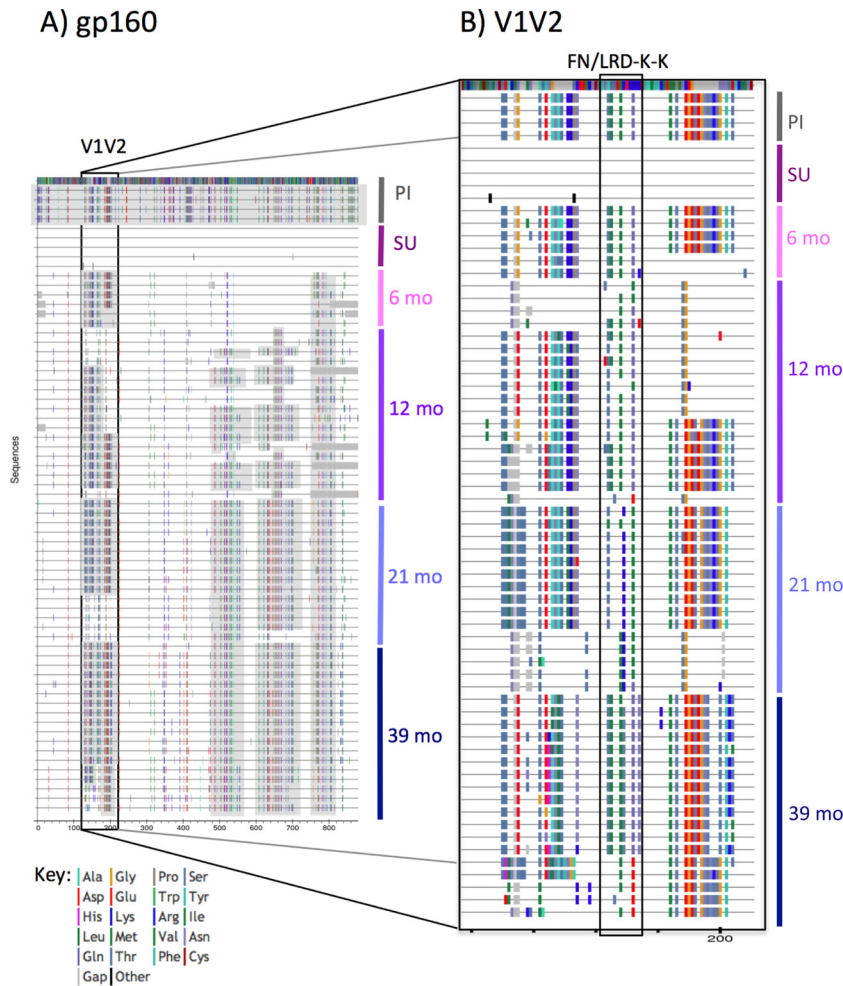 A) gp160
B) V1V2
FN/LRD-K-K
V1V2
PI
SU
6 mo
12 mo
21 mo
39 mo
Sequences
0 100 200 300 400 500 600 700 800
PI
SU
6 mo
12 mo
21 mo
39 mo
200
Key:
Ala Gly Pro Ser
Asp Glu Trp Tyr
His Lys Arg Ile
Leu Met Val Asn
Gln Thr Phe Cys
Gap Other